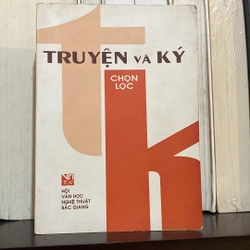 TRUYỆN VÀ KÝ
CHỌN
LỌC
HỘI
VĂN HỌC
NGHỆ THUẬT
BẮC GIANG